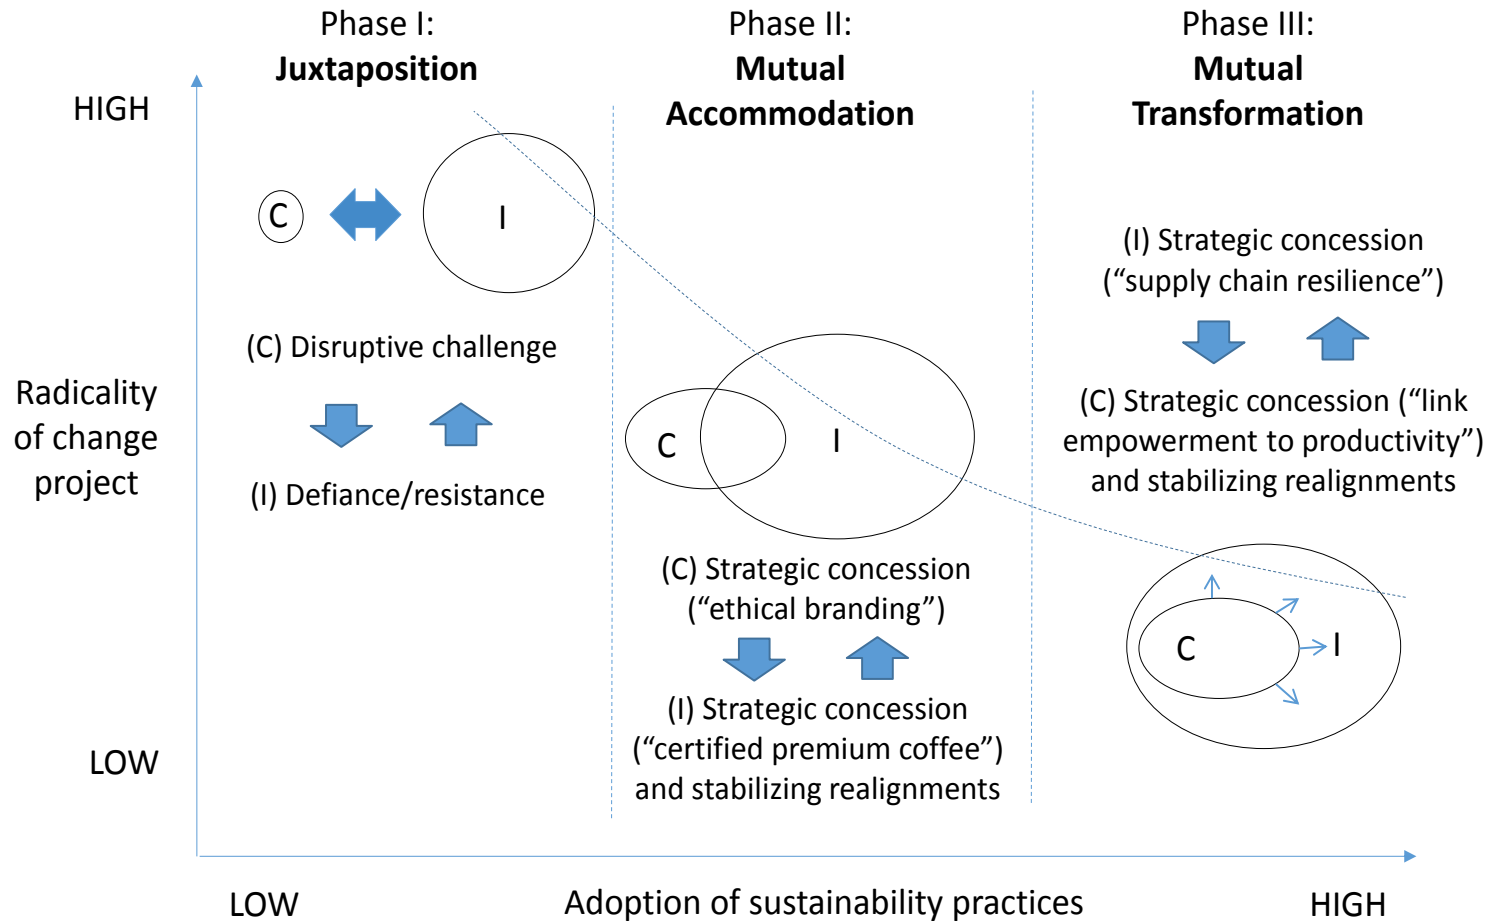 Phase I:
Juxtaposition
Phase II:
Mutual
Accommodation
Phase III:
Mutual
Transformation
HIGH
Radicality
of change
project
LOW
C
I
(C) Disruptive challenge
(I) Defiance/resistance
C
I
(C) Strategic concession
(“ethical branding”)
(I) Strategic concession
(“certified premium coffee”)
and stabilizing realignments
(I) Strategic concession
(“supply chain resilience”)
(C) Strategic concession (“link
empowerment to productivity”)
and stabilizing realignments
C
I
LOW
Adoption of sustainability practices
HIGH